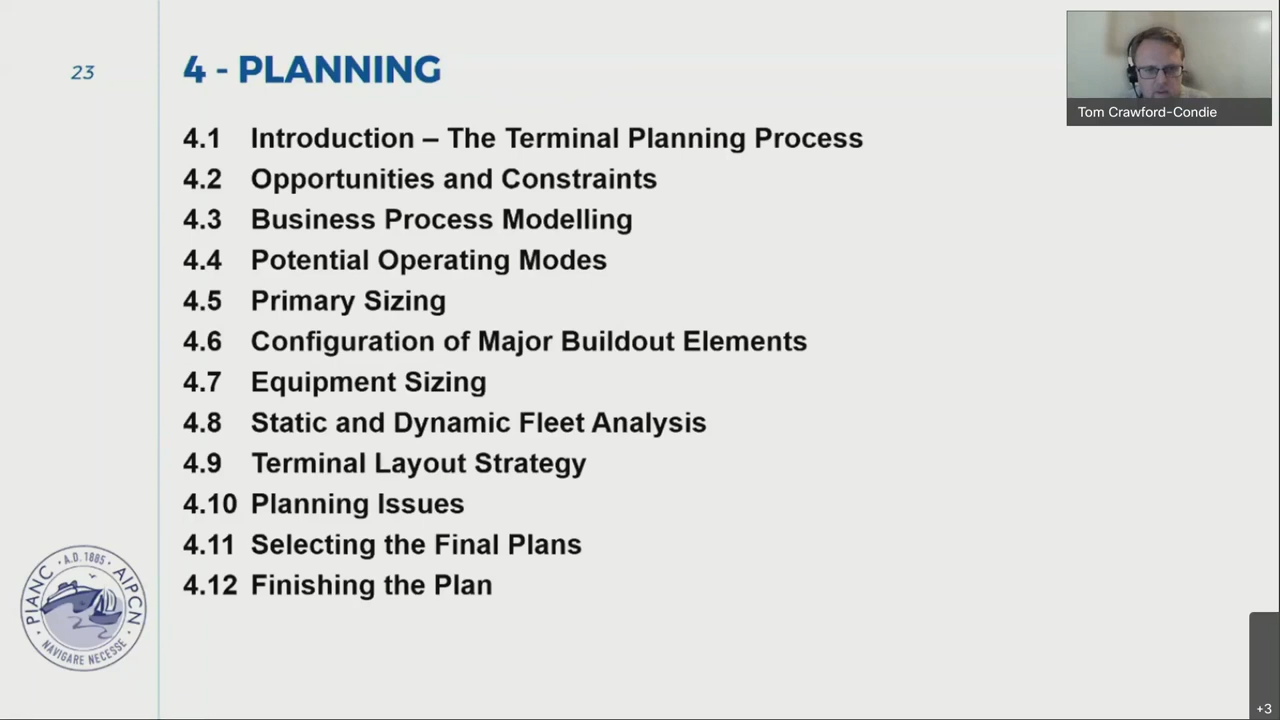 23
4 - PLANNING
Tom Crawford-Condie
4.1 Introduction – The Terminal Planning Process
4.2 Opportunities and Constraints
4.3 Business Process Modelling
4.4 Potential Operating Modes
4.5 Primary Sizing
4.6 Configuration of Major Buildout Elements
4.7 Equipment Sizing
4.8 Static and Dynamic Fleet Analysis
4.9 Terminal Layout Strategy
4.10 Planning Issues
4.11 Selecting the Final Plans
4.12 Finishing the Plan
PIANC · A.D. 1885 · AIPCN
· NAVIGARE NECESSE ·
+3